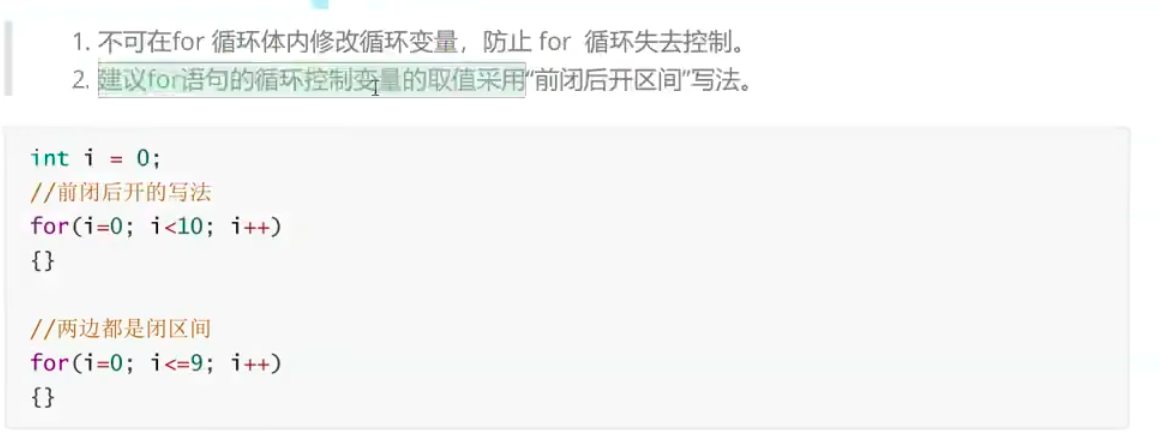 1. 不可在for 循环体内修改循环变量，防止 for 循环失去控制。
2. 建议for语句的循环控制变量的取值采用“前闭后开区间”写法。
int i = 0;
//前闭后开的写法
for(i=0; i<10; i++)
{}
//两边都是闭区间
for(i=0; i<=9; i++)
{}